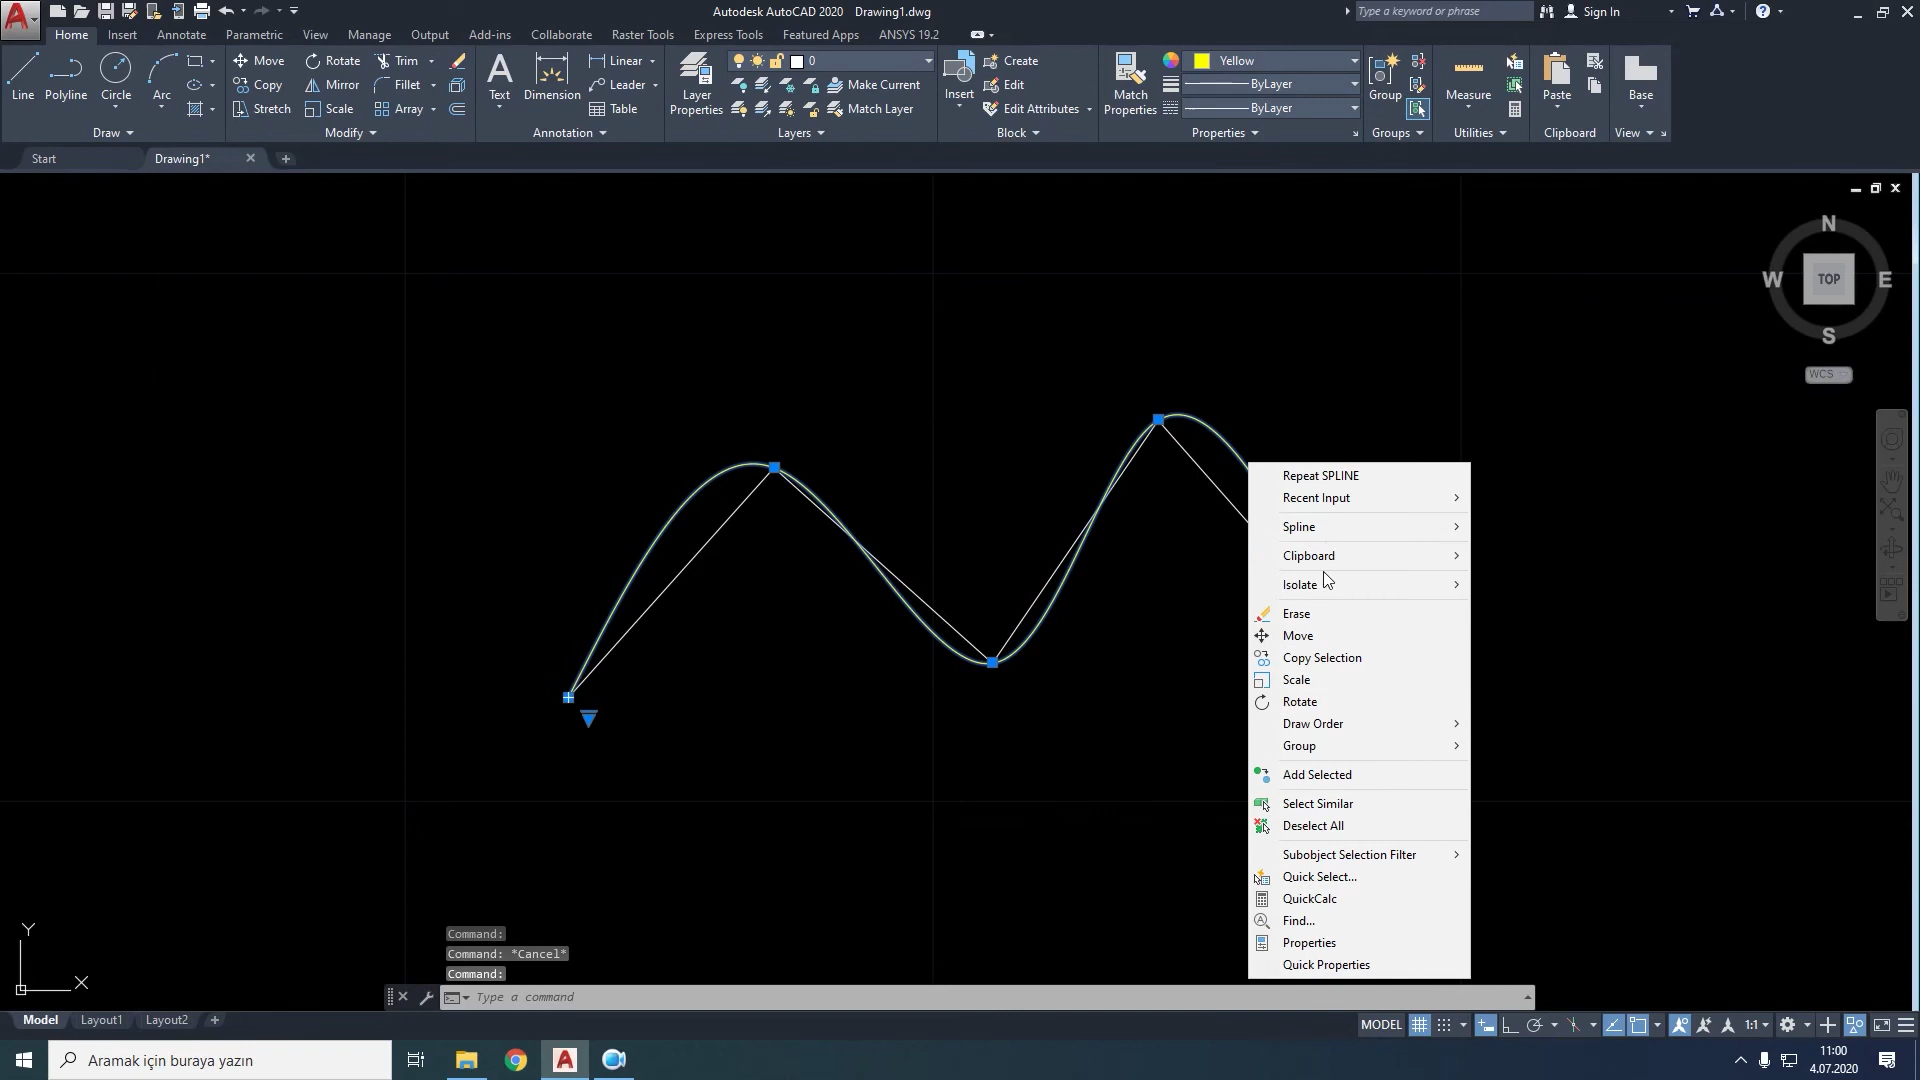 Autodesk AutoCAD 2020 Drawing1.dwg
Type a keyword or phrase
Sign In
Home Insert Annotate Parametric View Manage Output Add-ins Collaborate Raster Tools Express Tools Featured Apps ANSYS 19.2
Line
Polyline
Circle
Arc
Draw
Move
Rotate
Trim
Copy
Mirror
Fillet
Stretch
Scale
Array
Modify
Text
Dimension
Linear
Leader
Table
Annotation
Layer
Properties
0
Make Current
Match Layer
Layers
Insert
Create
Edit
Edit Attributes
Block
Match
Properties
Yellow
ByLayer
ByLayer
Properties
Group
Groups
Measure
Utilities
Paste
Clipboard
Base
View
Start
Drawing1*
N
W
TOP
E
S
WCS
Repeat SPLINE
Recent Input
Spline
Clipboard
Isolate
Erase
Move
Copy Selection
Scale
Rotate
Draw Order
Group
Add Selected
Select Similar
Deselect All
Subobject Selection Filter
Quick Select...
QuickCalc
Find...
Properties
Quick Properties
Y
X
Command:
Command: *Cancel*
Command:
Type a command
Model
Layout1
Layout2
MODEL
1:1
Aramak için buraya yazın
11:00
4.07.2020